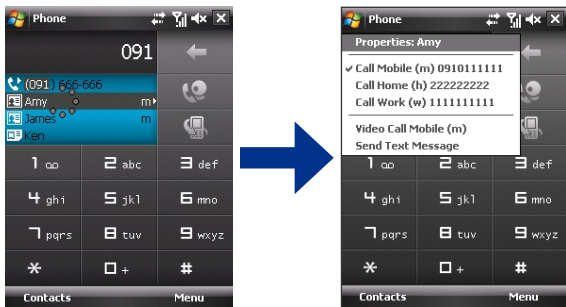 Phone
091
(091) 666-666
Amy m
James m
Ken
1 2 abc 3 def
4 ghi 5 jkl 6 mno
7 pqrs 8 tuv 9 wxyz
* 0 + #
Contacts Menu
Phone
Properties: Amy
Call Mobile (m) 0910111111
Call Home (h) 222222222
Call Work (w) 1111111111
Video Call Mobile (m)
Send Text Message
1 2 abc 3 def
4 ghi 5 jkl 6 mno
7 pqrs 8 tuv 9 wxyz
* 0 + #
Contacts Menu